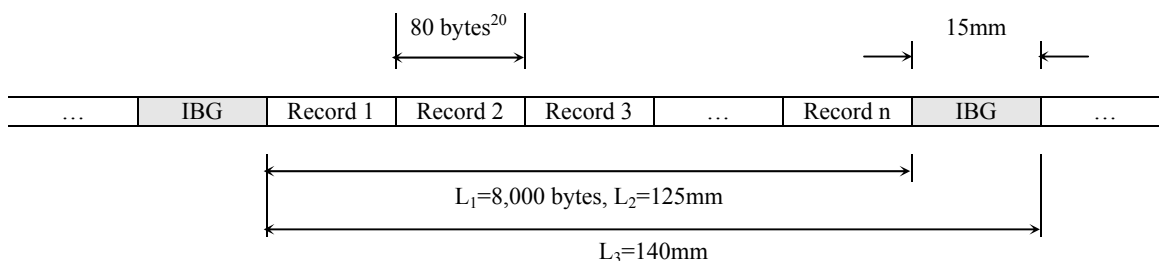 80 bytes²⁰ 15mm
… IBG Record 1 Record 2 Record 3 … Record n IBG …
L₁=8,000 bytes, L₂=125mm
L₃=140mm